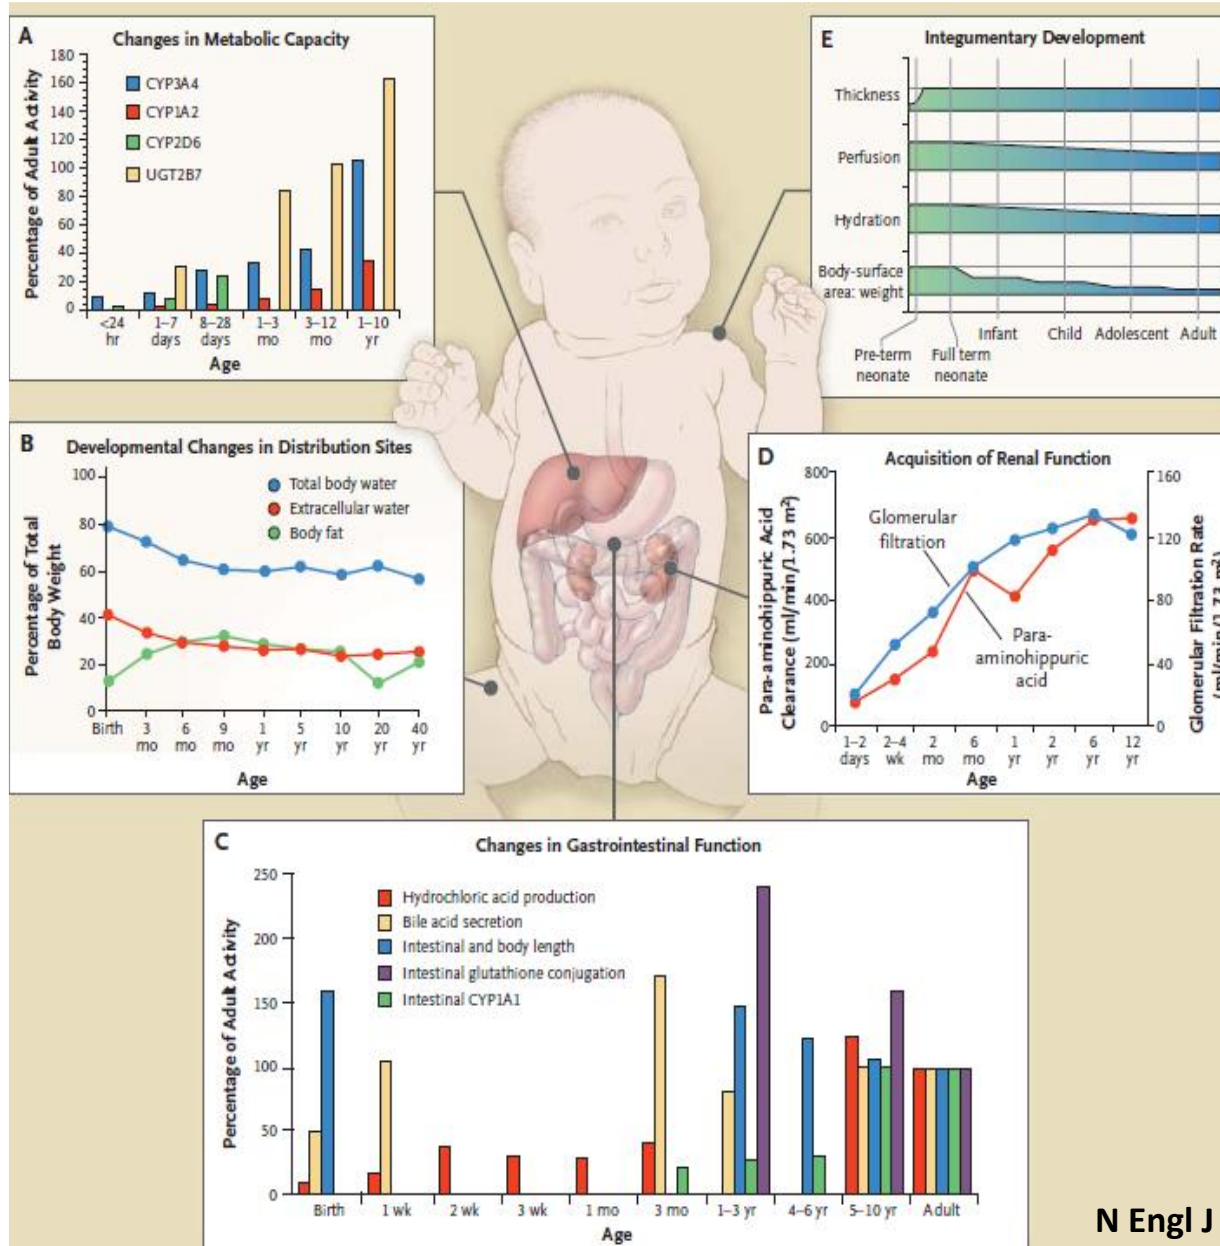 A
Changes in Metabolic Capacity
Percentage of Adult Activity
180
160
140
120
100
80
60
40
20
0
CYP3A4
CYP1A2
CYP2D6
UGT2B7
<24 hr
1–7 days
8–28 days
1–3 mo
3–12 mo
1–10 yr
Age
E
Integumentary Development
Thickness
Perfusion
Hydration
Body-surface
area: weight
Infant
Child
Adolescent
Adult
Pre-term
neonate
Full term
neonate
B
Developmental Changes in Distribution Sites
Percentage of Total
Body Weight
100
80
60
40
20
0
Total body water
Extracellular water
Body fat
Birth
3 mo
6 mo
9 mo
1 yr
5 yr
10 yr
20 yr
40 yr
Age
D
Acquisition of Renal Function
Para-aminohippuric Acid
Clearance (ml/min/1.73 m²)
800
600
400
200
0
Glomerular
filtration
Para-
aminohippuric
acid
160
120
80
40
0
Glomerular Filtration Rate
(ml/min/1.73 m²)
1–2 days
2–4 wk
2 mo
6 mo
1 yr
2 yr
6 yr
12 yr
Age
C
Changes in Gastrointestinal Function
Percentage of Adult Activity
250
200
150
100
50
0
Hydrochloric acid production
Bile acid secretion
Intestinal and body length
Intestinal glutathione conjugation
Intestinal CYP1A1
Birth
1 wk
2 wk
3 wk
1 mo
3 mo
1–3 yr
4–6 yr
5–10 yr
Adult
Age
N Engl J